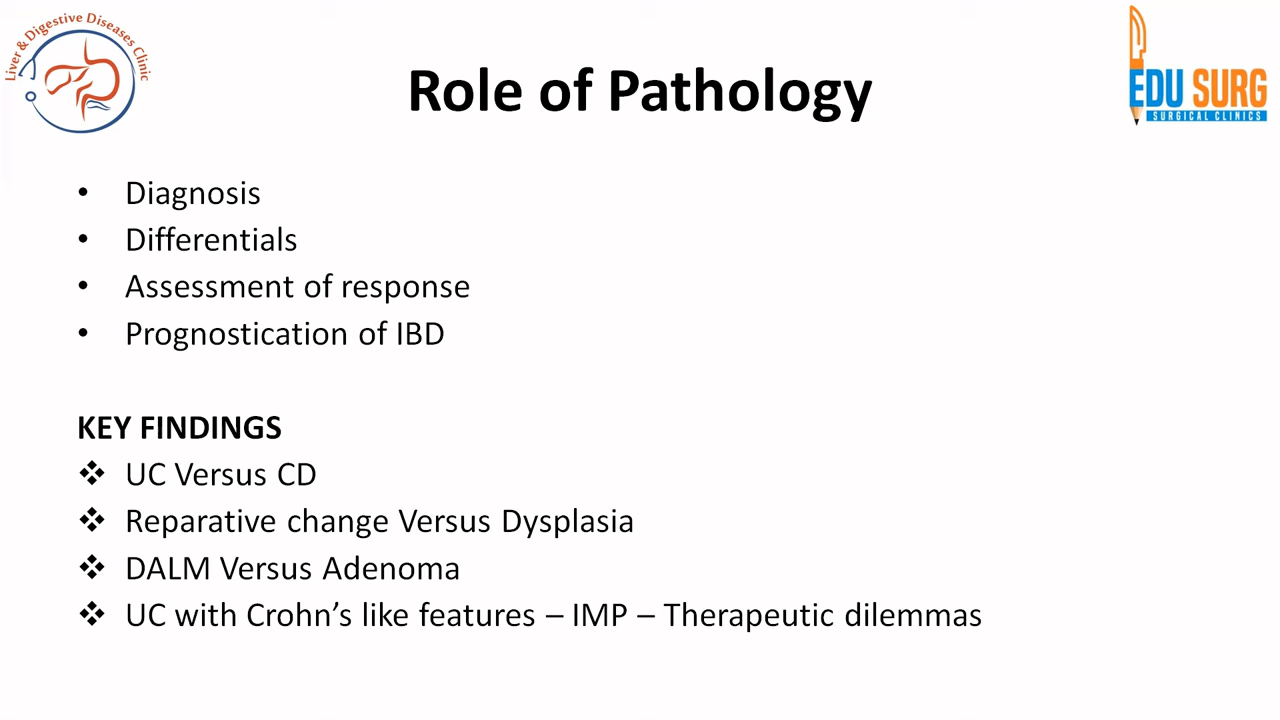 Liver & Digestive Diseases Clinic
Role of Pathology
EDU SURG
SURGICAL CLINICS
• Diagnosis
• Differentials
• Assessment of response
• Prognostication of IBD
KEY FINDINGS
❖ UC Versus CD
❖ Reparative change Versus Dysplasia
❖ DALM Versus Adenoma
❖ UC with Crohn’s like features – IMP – Therapeutic dilemmas